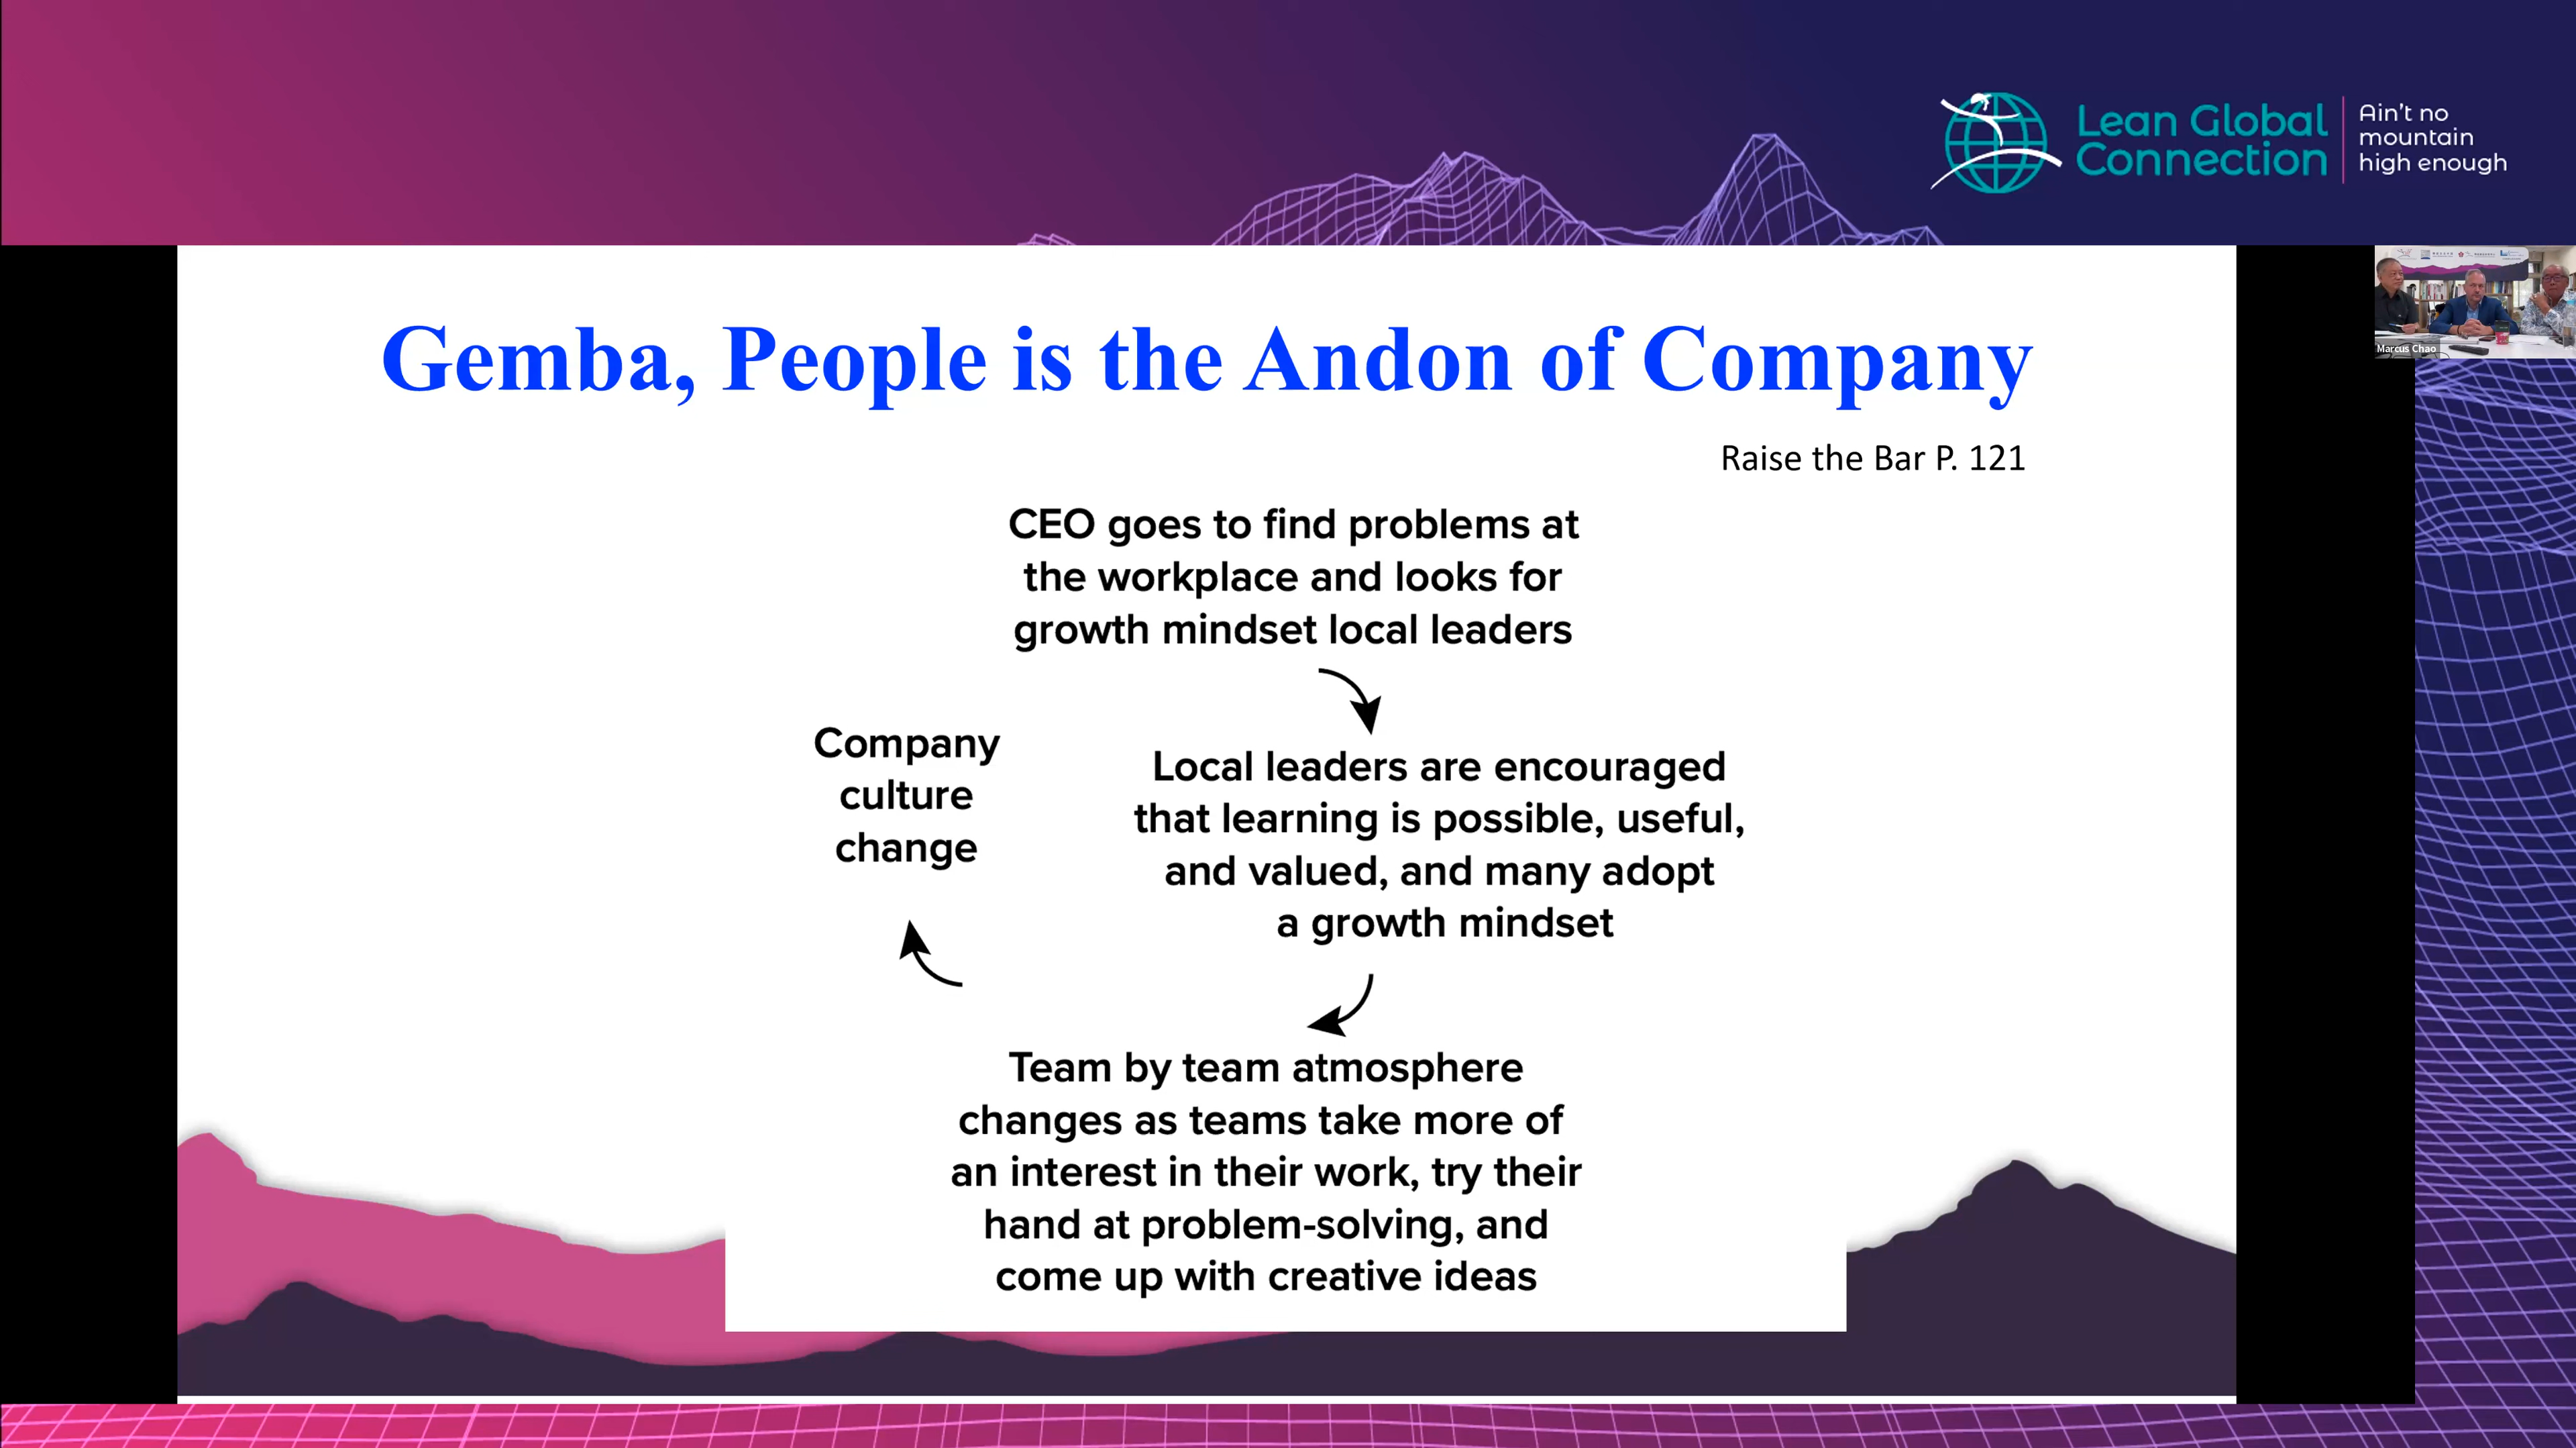 Lean Global
Connection
Ain't no
mountain
high enough
Gemba, People is the Andon of Company
Raise the Bar P. 121
CEO goes to find problems at
the workplace and looks for
growth mindset local leaders
Company
culture
change
Local leaders are encouraged
that learning is possible, useful,
and valued, and many adopt
a growth mindset
Team by team atmosphere
changes as teams take more of
an interest in their work, try their
hand at problem-solving, and
come up with creative ideas
Marcus Chao